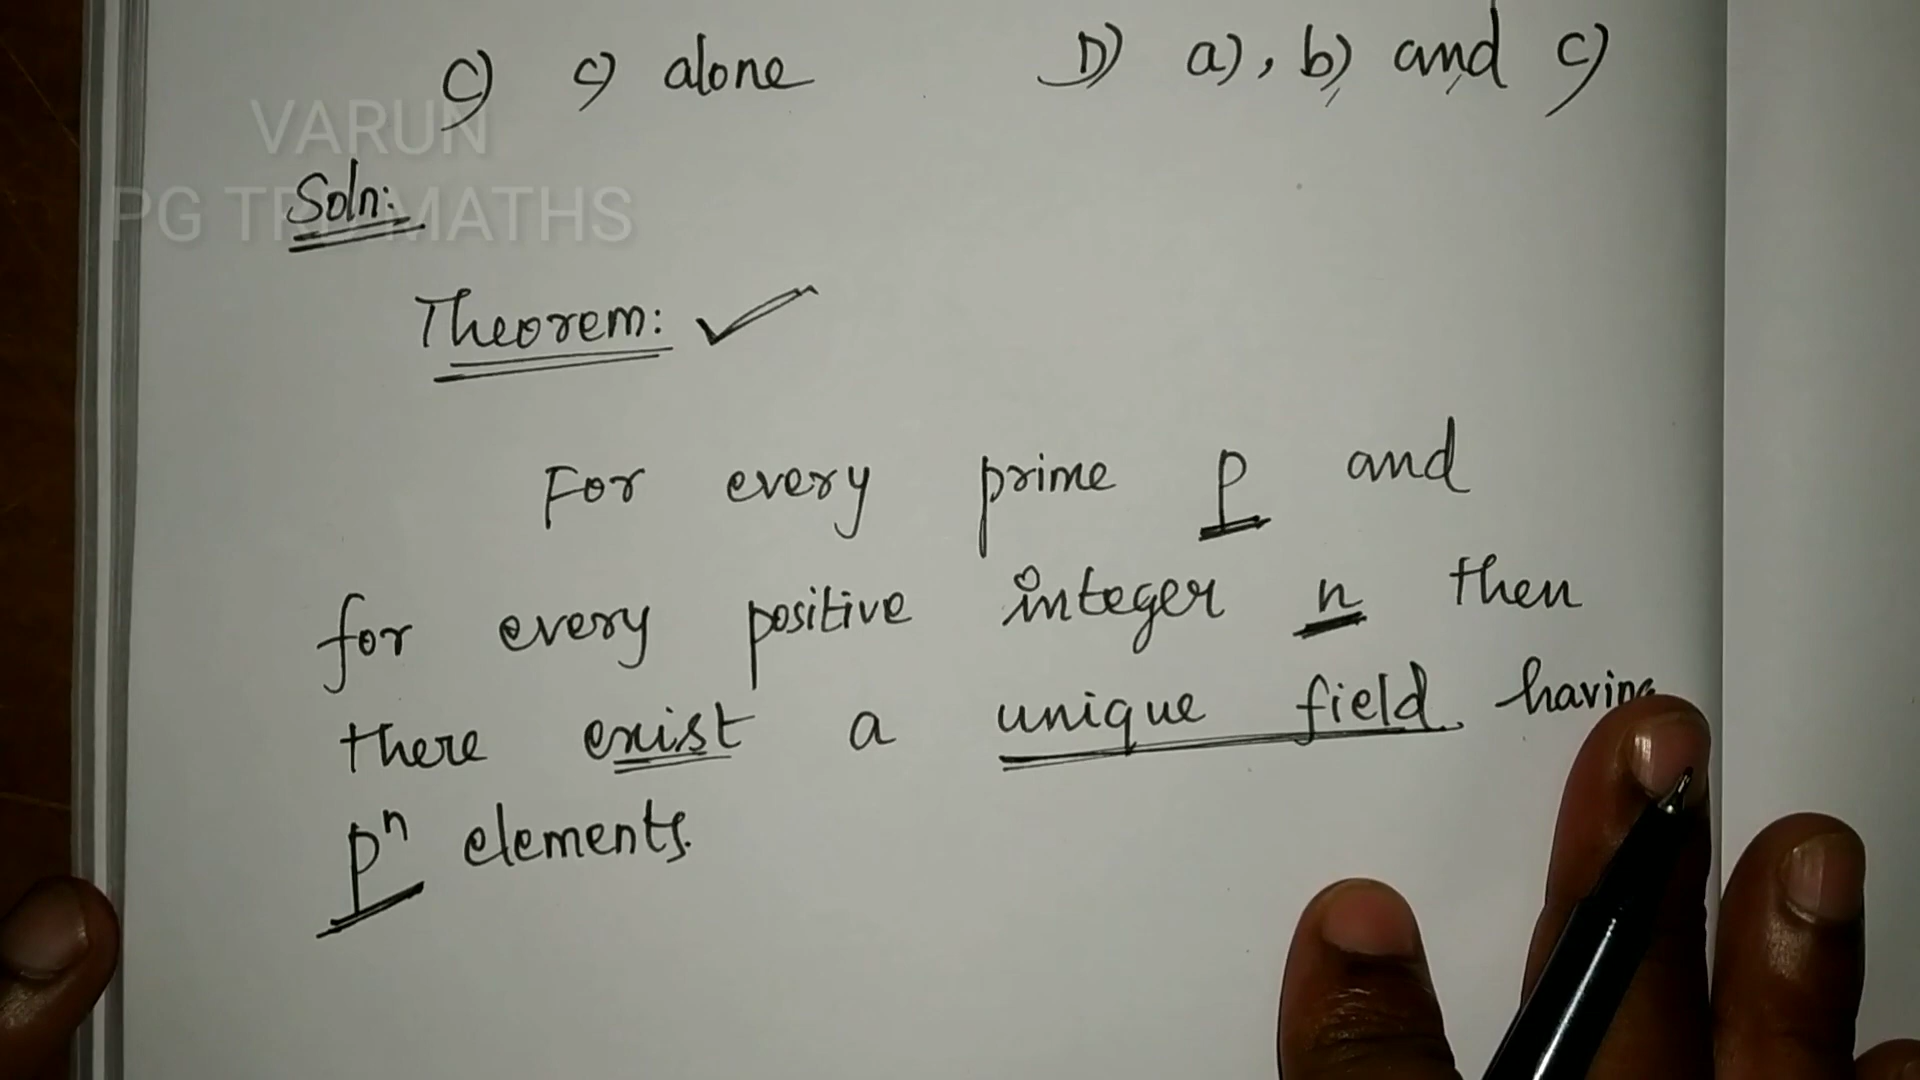 C) c) alone D) a), b) and c)
VARUN
PG TRB MATHS
Soln:
Theorem: ✓
For every prime p and
for every positive integer n then
there exist a unique field having
pⁿ elements.